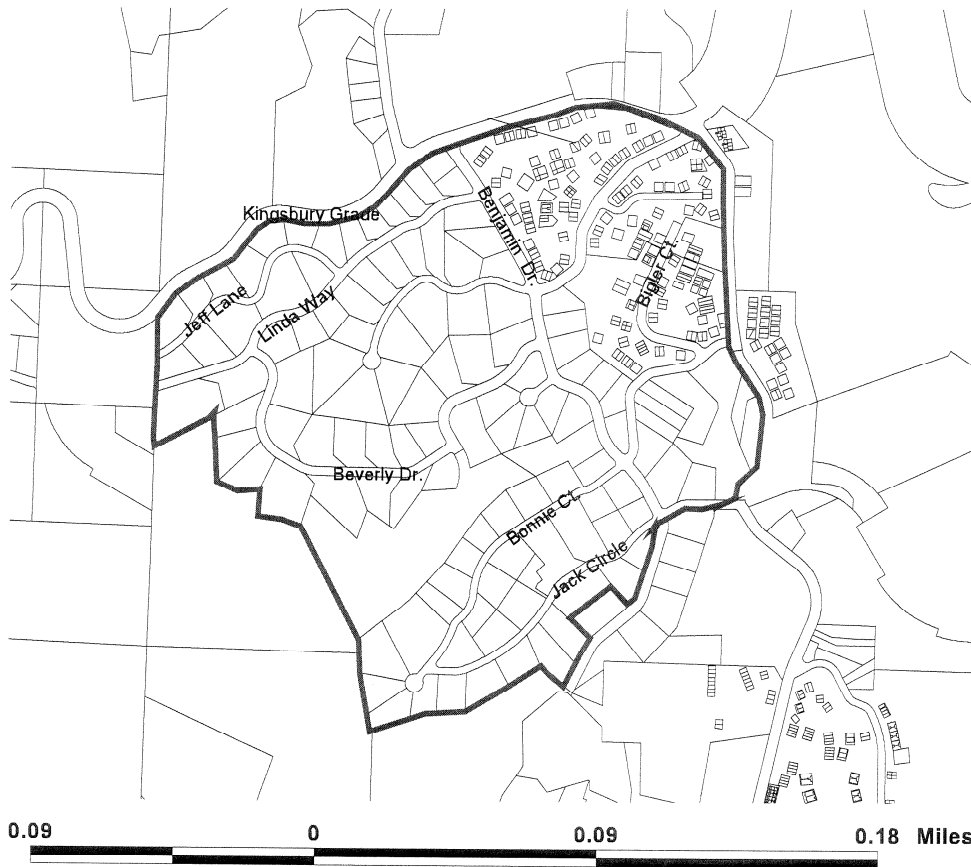 Kingsbury Grade
Benjamin Dr.
Bigler Ct.
Jeff Lane
Linda Way
Beverly Dr.
Bonnie Ct.
Jack Circle
0.09 0 0.09 0.18 Miles